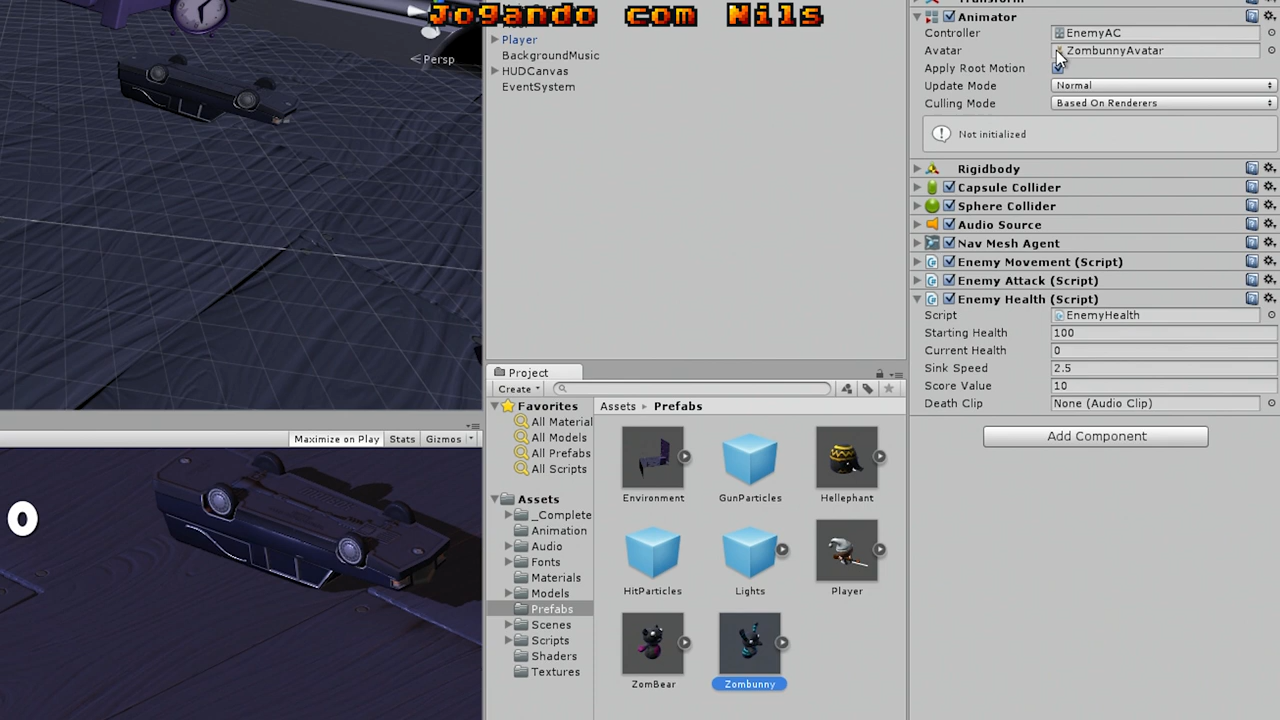 Jogando com Nils
Persp
Player
BackgroundMusic
HUDCanvas
EventSystem
Animator
Controller
EnemyAC
Avatar
ZombunnyAvatar
Apply Root Motion
Update Mode
Normal
Culling Mode
Based On Renderers
Not initialized
Rigidbody
Capsule Collider
Sphere Collider
Audio Source
Nav Mesh Agent
Enemy Movement (Script)
Enemy Attack (Script)
Enemy Health (Script)
Script
EnemyHealth
Starting Health
100
Current Health
0
Sink Speed
2.5
Score Value
10
Death Clip
None (Audio Clip)
Add Component
Maximize on Play
Stats
Gizmos
0
Project
Create
Favorites
All Material
All Models
All Prefabs
All Scripts
Assets
_Complete
Animation
Audio
Fonts
Materials
Models
Prefabs
Scenes
Scripts
Shaders
Textures
Assets
Prefabs
Environment
GunParticles
Hellephant
HitParticles
Lights
Player
ZomBear
Zombunny